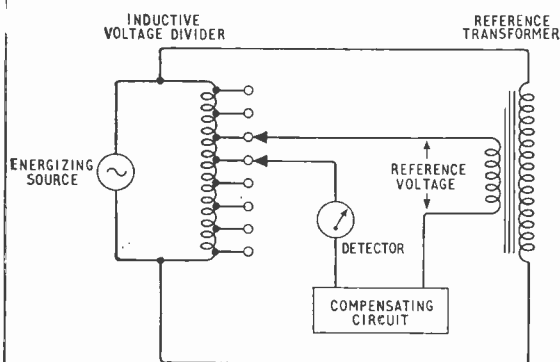 INDUCTIVE
VOLTAGE DIVIDER
REFERENCE
TRANSFORMER
ENERGIZING
SOURCE
REFERENCE
VOLTAGE
DETECTOR
COMPENSATING
CIRCUIT